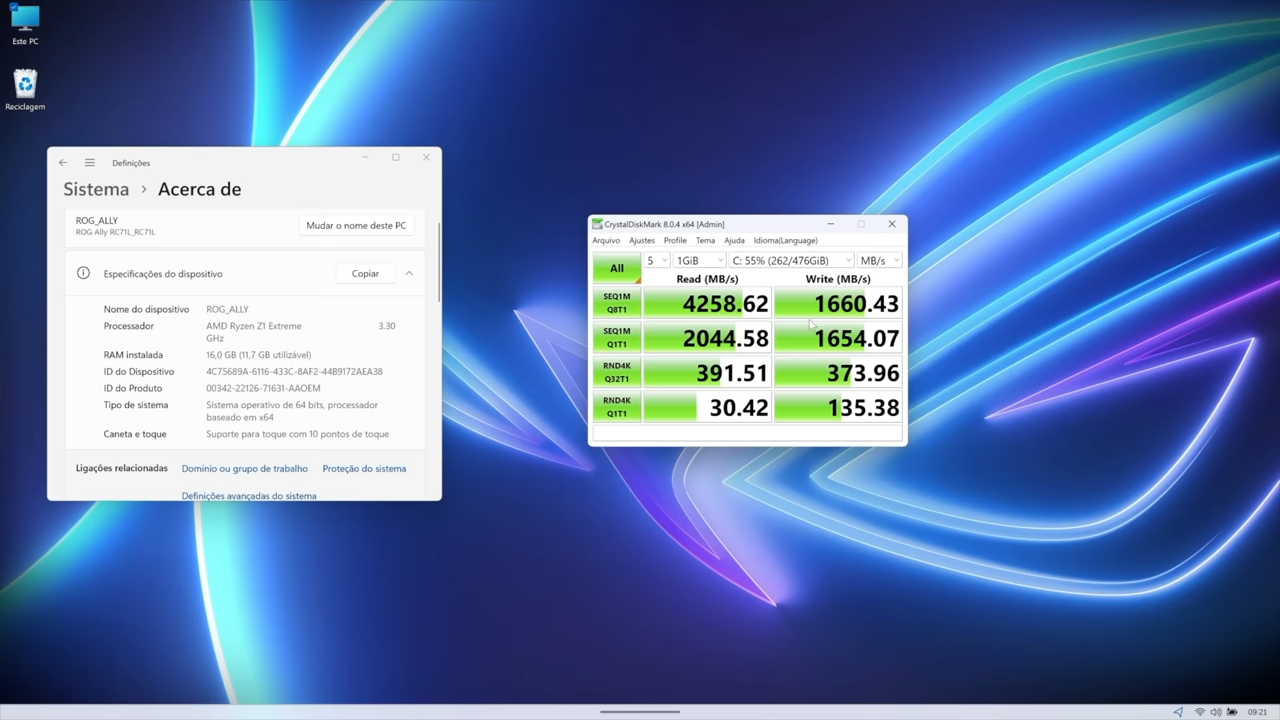 Este PC
Reciclagem
Definições
Sistema > Acerca de
ROG_ALLY
ROG Ally RC71L_RC71L
Mudar o nome deste PC
Especificações do dispositivo
Copiar
Nome do dispositivo ROG_ALLY
Processador AMD Ryzen Z1 Extreme 3.30
GHz
RAM instalada 16,0 GB (11,7 GB utilizável)
ID do Dispositivo 4C75689A-6116-433C-8AF2-44B9172AEA38
ID do Produto 00342-22126-71631-AAOEM
Tipo de sistema Sistema operativo de 64 bits, processador
baseado em x64
Caneta e toque Suporte para toque com 10 pontos de toque
Ligações relacionadas Domínio ou grupo de trabalho Proteção do sistema
Definições avançadas do sistema
CrystalDiskMark 8.0.4 x64 [Admin]
Arquivo Ajustes Profile Tema Ajuda Idioma(Language)
All 5 1GiB C: 55% (262/476GiB) MB/s
Read (MB/s) Write (MB/s)
SEQ1M
Q8T1
4258.62 1660.43
SEQ1M
Q1T1
2044.58 1654.07
RND4K
Q32T1
391.51 373.96
RND4K
Q1T1
30.42 135.38
09:21